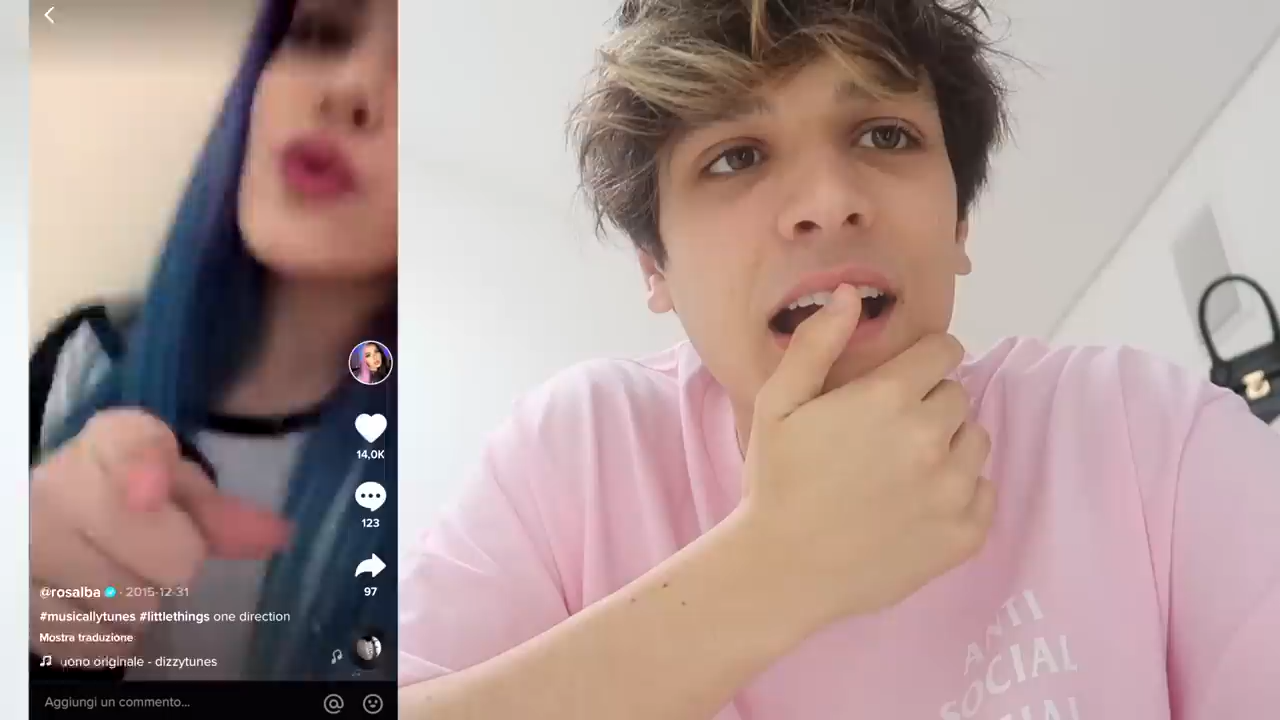 14,0K
123
97
@rosalba · 2015-12-31
#musicallytunes #littlethings one direction
Mostra traduzione
uono originale - dizzytunes
Aggiungi un commento...
@
ANTI
SOCIAL
SOCIAL